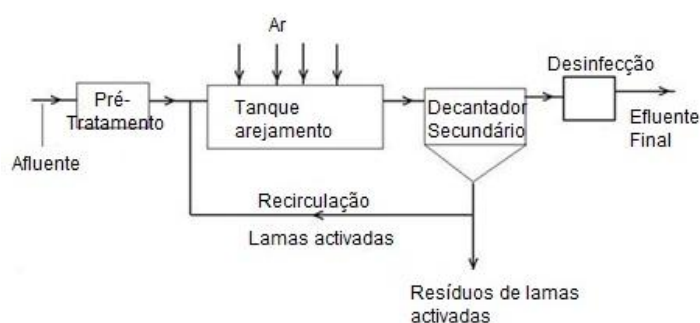 Ar
Desinfecção
Pré-
Tratamento
Tanque
arejamento
Decantador
Secundário
Efluente
Final
Afluente
Recirculação
Lamas activadas
Resíduos de lamas
activadas